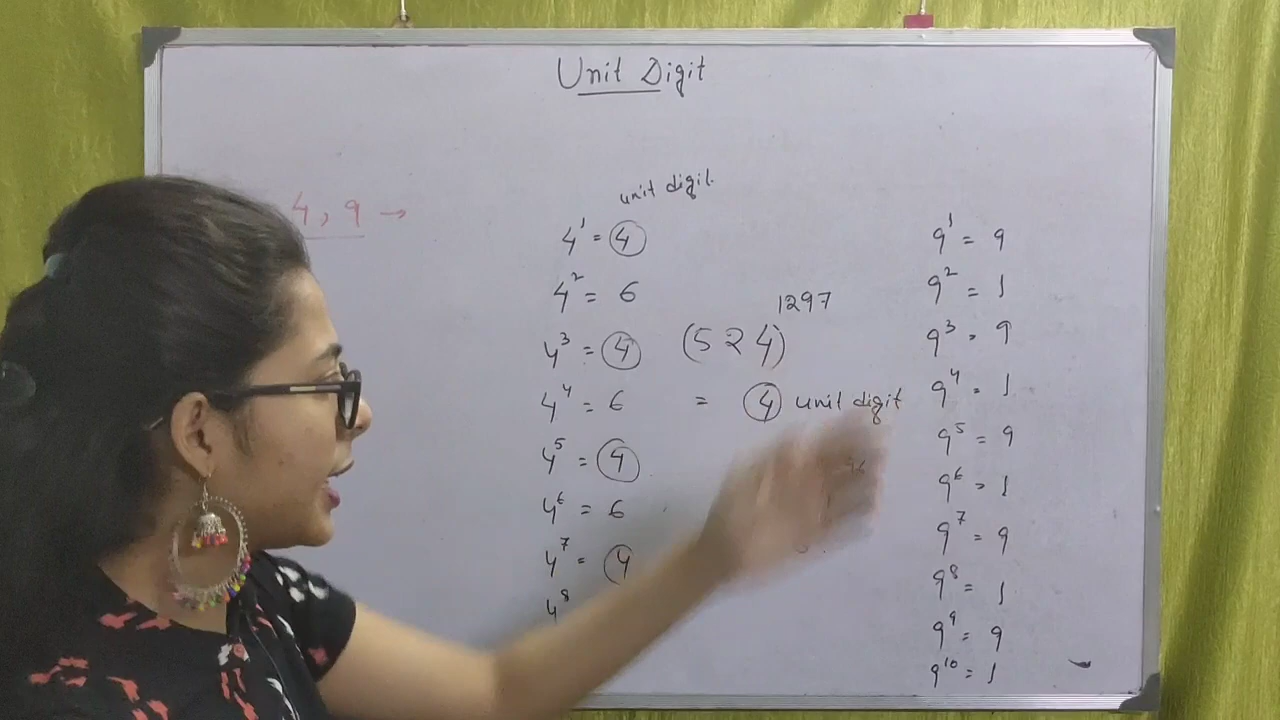 Unit Digit
4, 9 →
unit digit.
4¹ = 4
4² = 6
4³ = 4
4⁴ = 6
4⁵ = 4
4⁶ = 6
4⁷ = 4
4⁸
(524)¹²⁹⁷
= 4 unit digit
9¹ = 9
9² = 1
9³ = 9
9⁴ = 1
9⁵ = 9
9⁶ = 1
9⁷ = 9
9⁸ = 1
9⁹ = 9
9¹⁰ = 1